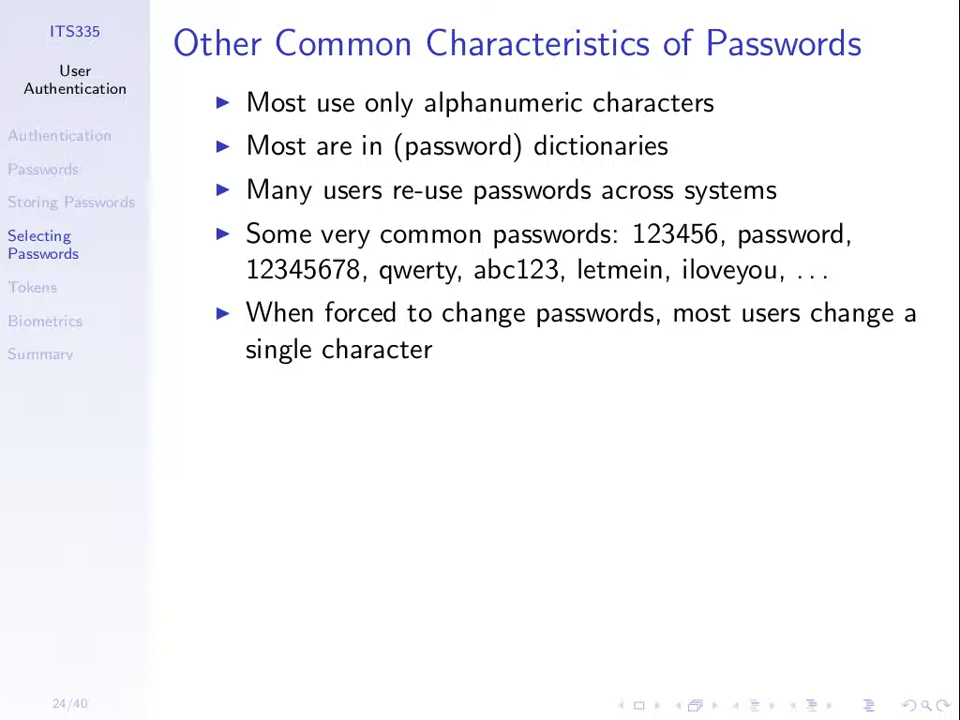 ITS335
User
Authentication
Authentication
Passwords
Storing Passwords
Selecting
Passwords
Tokens
Biometrics
Summary
24/40
Other Common Characteristics of Passwords
Most use only alphanumeric characters
Most are in (password) dictionaries
Many users re-use passwords across systems
Some very common passwords: 123456, password,
12345678, qwerty, abc123, letmein, iloveyou, . . .
When forced to change passwords, most users change a
single character